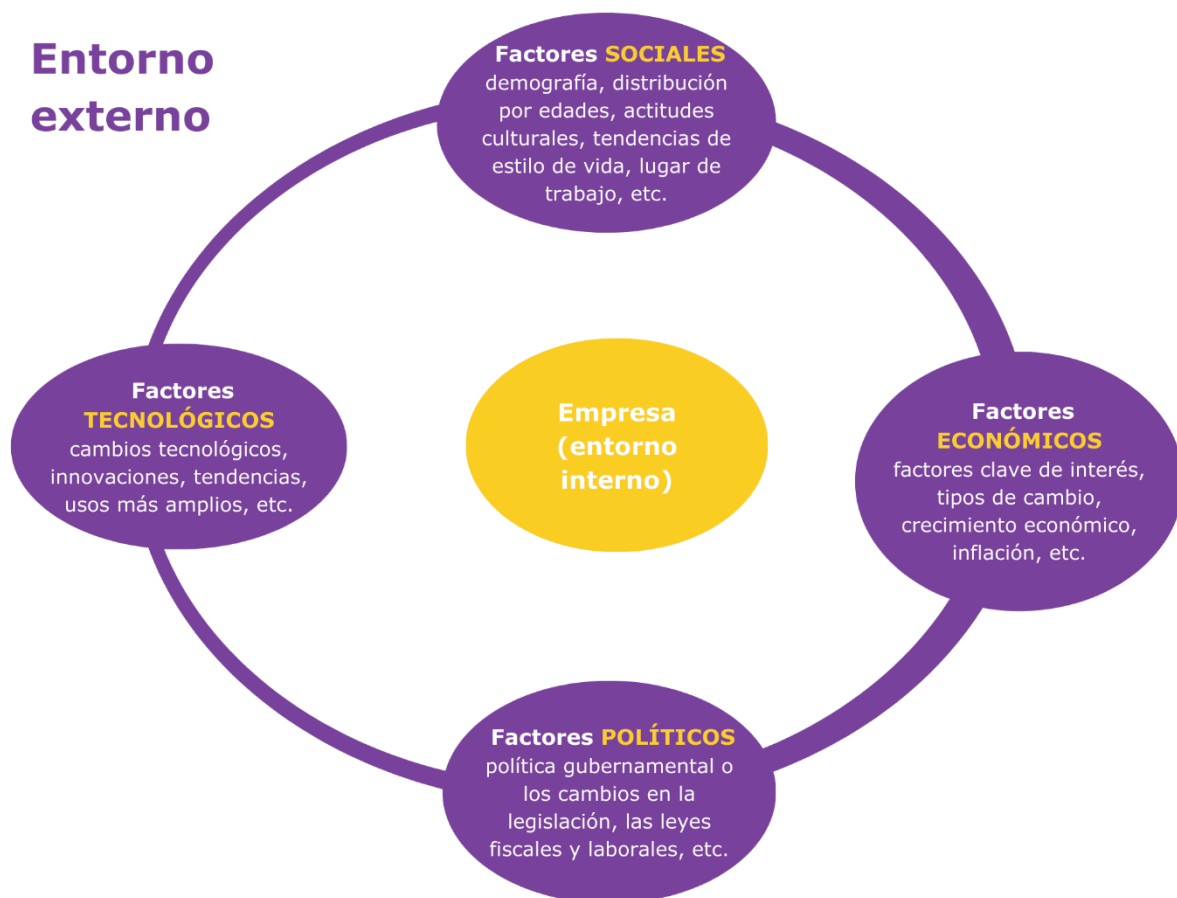 Entorno
externo
Factores SOCIALES
demografía, distribución
por edades, actitudes
culturales, tendencias de
estilo de vida, lugar de
trabajo, etc.
Factores
TECNOLÓGICOS
cambios tecnológicos,
innovaciones, tendencias,
usos más amplios, etc.
Empresa
(entorno
interno)
Factores
ECONÓMICOS
factores clave de interés,
tipos de cambio,
crecimiento económico,
inflación, etc.
Factores POLÍTICOS
política gubernamental o
los cambios en la
legislación, las leyes
fiscales y laborales, etc.